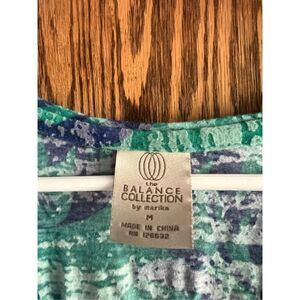 the
BALANCE
COLLECTION
by marika
M
MADE IN CHINA
RN 126632